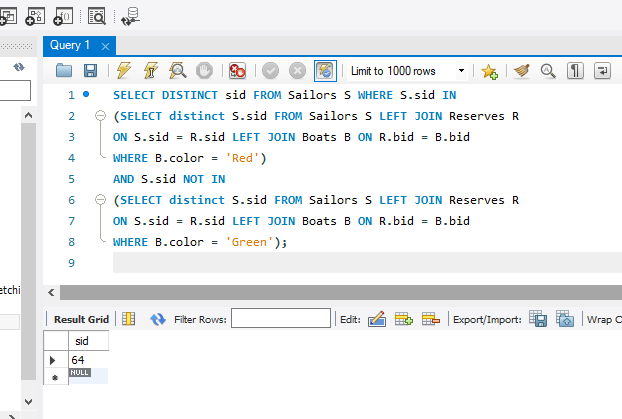 Query 1
Limit to 1000 rows
1 SELECT DISTINCT sid FROM Sailors S WHERE S.sid IN
2 (SELECT distinct S.sid FROM Sailors S LEFT JOIN Reserves R
3 ON S.sid = R.sid LEFT JOIN Boats B ON R.bid = B.bid
4 WHERE B.color = 'Red')
5 AND S.sid NOT IN
6 (SELECT distinct S.sid FROM Sailors S LEFT JOIN Reserves R
7 ON S.sid = R.sid LEFT JOIN Boats B ON R.bid = B.bid
8 WHERE B.color = 'Green');
9
etchi
Result Grid Filter Rows: Edit: Export/Import: Wrap C
sid
64
NULL